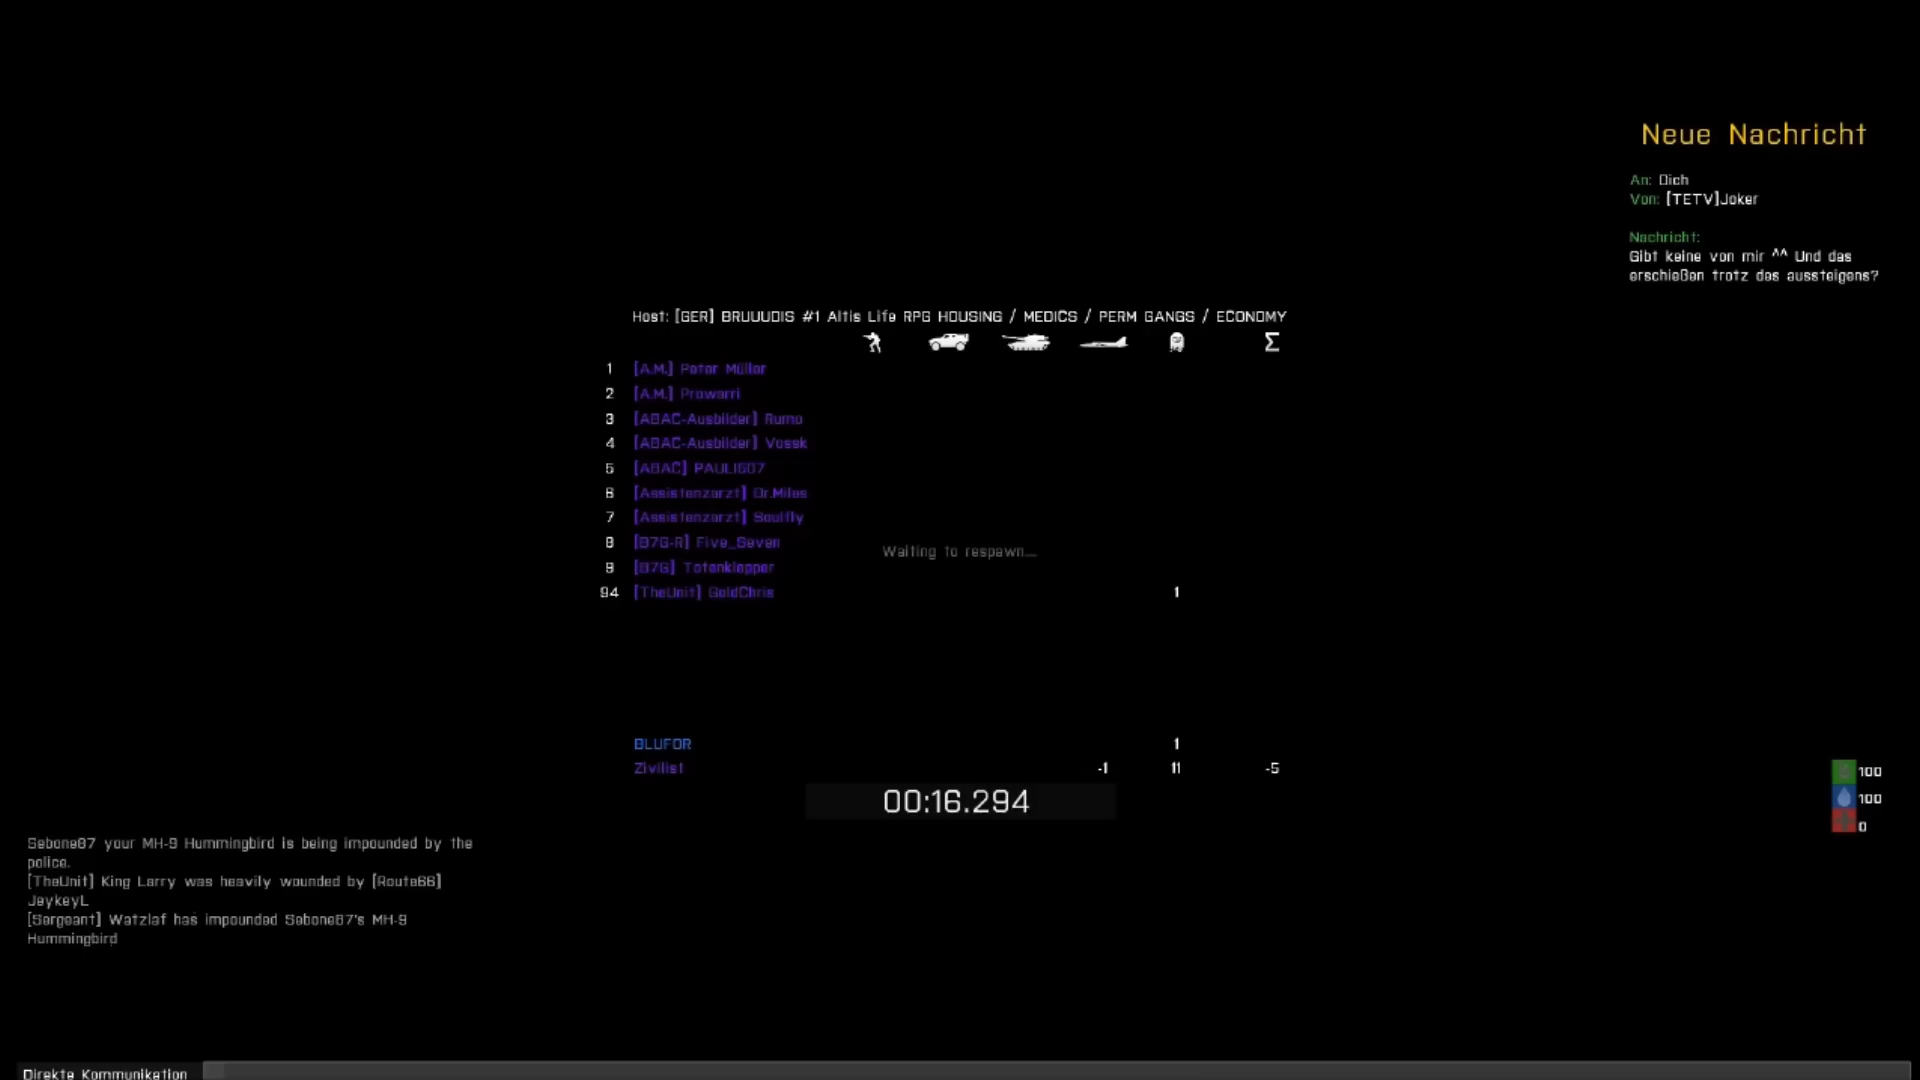 Neue Nachricht
An: Dich
Von: [TETV]Joker
Nachricht:
Gibt keine von mir ^^ Und das
erschießen trotz des aussteigens?
Host: [GER] BRUUUDIS #1 Altis Life RPG HOUSING / MEDICS / PERM GANGS / ECONOMY
Σ
1 [A.M.] Peter Müller
2 [A.M.] Prowarri
3 [ABAC-Ausbilder] Rumo
4 [ABAC-Ausbilder] Vossk
5 [ABAC]
6 [Assistenzarzt] Dr.Miles
7 [Assistenzarzt] Soulfly
8 [B7G-R] Five_Seven
Waiting to respawn...
9 [B7G] Totenklepper
94 [TheUnit] GoldChris 1
BLUFOR 1
Zivilist -1 11 -5
00:16.294
100
100
0
your MH-9 Hummingbird is being impounded by the
police.
[TheUnit] King Larry was heavily wounded by [Route66]
JeykeyL
[Sergeant] Watzlaf has impounded MH-9
Hummingbird
Direkte Kommunikation